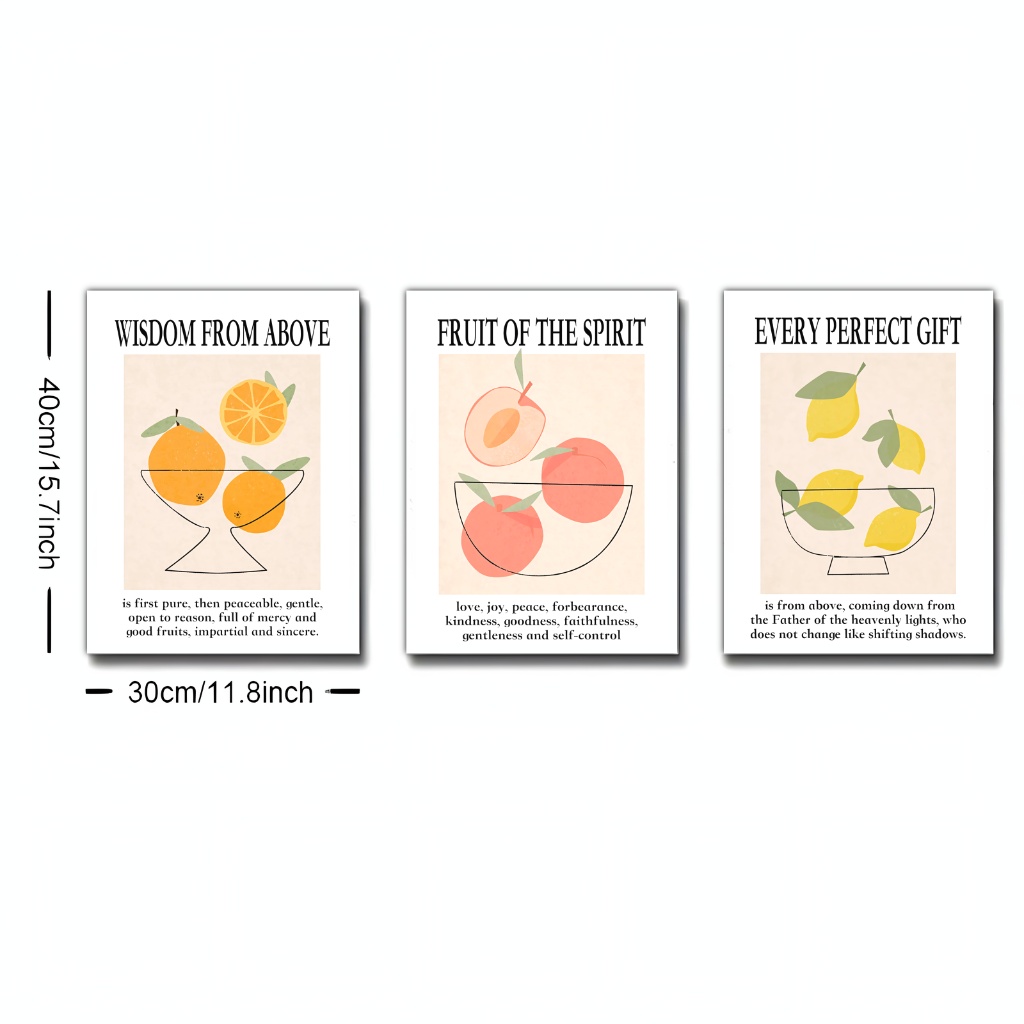 WISDOM FROM ABOVE
is first pure, then peaceable, gentle,
open to reason, full of mercy and
good fruits, impartial and sincere.
FRUIT OF THE SPIRIT
love, joy, peace, forbearance,
kindness, goodness, faithfulness,
gentleness and self-control
EVERY PERFECT GIFT
is from above, coming down from
the Father of the heavenly lights, who
does not change like shifting shadows.
40cm/15.7inch
30cm/11.8inch